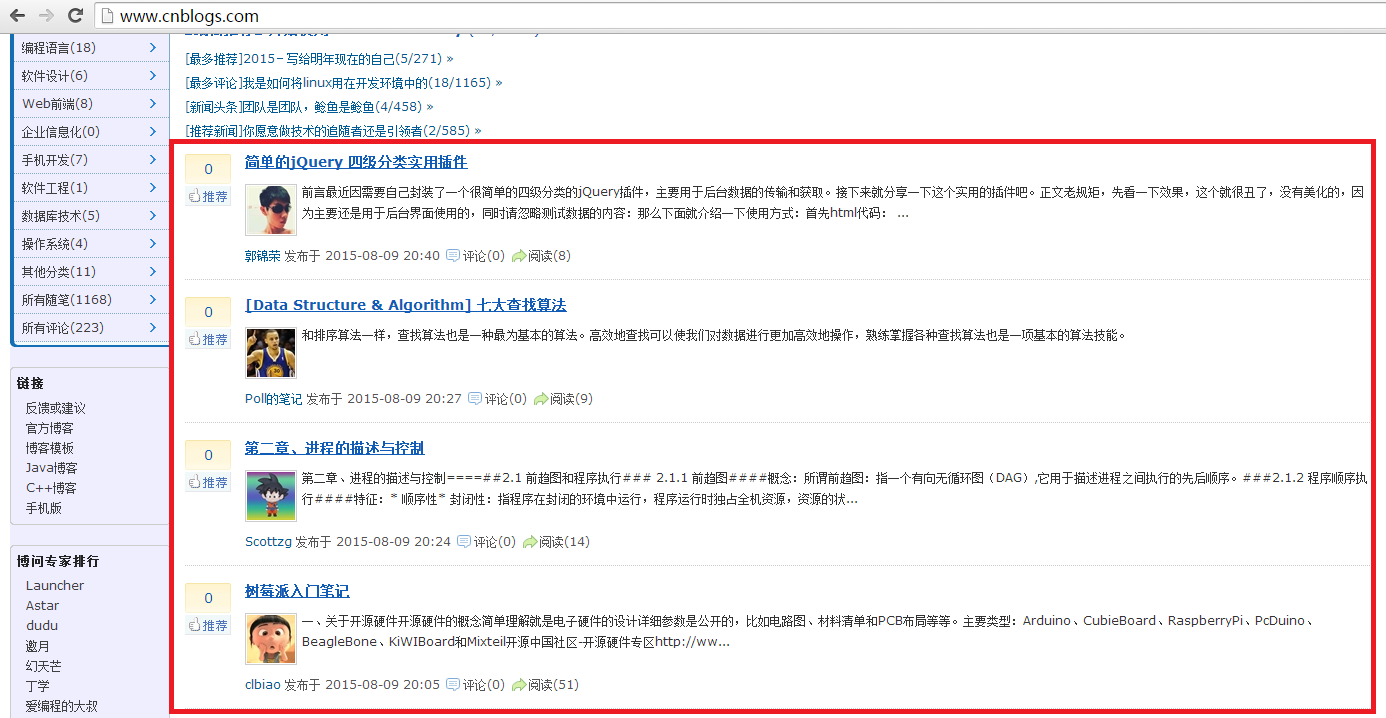 www.cnblogs.com
编程语言(18)
软件设计(6)
Web前端(8)
企业信息化(0)
手机开发(7)
软件工程(1)
数据库技术(5)
操作系统(4)
其他分类(11)
所有随笔(1168)
所有评论(223)
链接
反馈或建议
官方博客
博客模板
Java博客
C++博客
手机版
博问专家排行
Launcher
Astar
dudu
邀月
幻天芒
丁学
爱编程的大叔
[最多推荐]2015– 写给明年现在的自己(5/271) »
[最多评论]我是如何将linux用在开发环境中的(18/1165) »
[新闻头条]团队是团队，鲶鱼是鲶鱼(4/458) »
[推荐新闻]你愿意做技术的追随者还是引领者(2/585) »
0
推荐
简单的jQuery 四级分类实用插件
前言最近因需要自己封装了一个很简单的四级分类的jQuery插件，主要用于后台数据的传输和获取。接下来就分享一下这个实用的插件吧。正文老规矩，先看一下效果，这个就很丑了，没有美化的，因
为主要还是用于后台界面使用的，同时请忽略测试数据的内容：那么下面就介绍一下使用方式：首先html代码： ...
郭锦荣 发布于 2015-08-09 20:40 评论(0) 阅读(8)
0
推荐
[Data Structure & Algorithm] 七大查找算法
和排序算法一样，查找算法也是一种最为基本的算法。高效地查找可以使我们对数据进行更加高效地操作，熟练掌握各种查找算法也是一项基本的算法技能。
Poll的笔记 发布于 2015-08-09 20:27 评论(0) 阅读(9)
0
推荐
第二章、进程的描述与控制
第二章、进程的描述与控制====##2.1 前趋图和程序执行### 2.1.1 前趋图####概念：所谓前趋图：指一个有向无循环图（DAG）,它用于描述进程之间执行的先后顺序。###2.1.2 程序顺序执
行####特征：* 顺序性* 封闭性：指程序在封闭的环境中运行，程序运行时独占全机资源，资源的状...
Scottzg 发布于 2015-08-09 20:24 评论(0) 阅读(14)
0
推荐
树莓派入门笔记
一、关于开源硬件开源硬件的概念简单理解就是电子硬件的设计详细参数是公开的，比如电路图、材料清单和PCB布局等等。主要类型：Arduino、CubieBoard、RaspberryPi、PcDuino、
BeagleBone、KiWIBoard和Mixteil开源中国社区-开源硬件专区http://ww...
clbiao 发布于 2015-08-09 20:05 评论(0) 阅读(51)